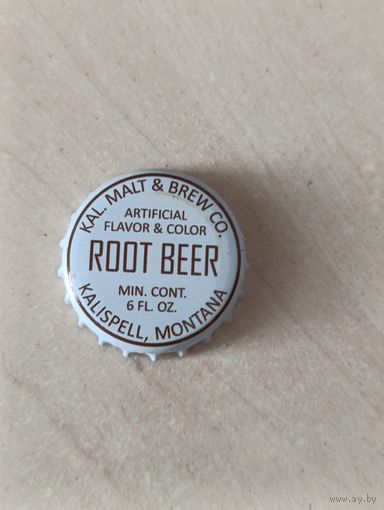 KAL. MALT & BREW CO.
ARTIFICIAL
FLAVOR & COLOR
ROOT BEER
MIN. CONT.
6 FL. OZ.
KALISPELL, MONTANA
www.ay.by